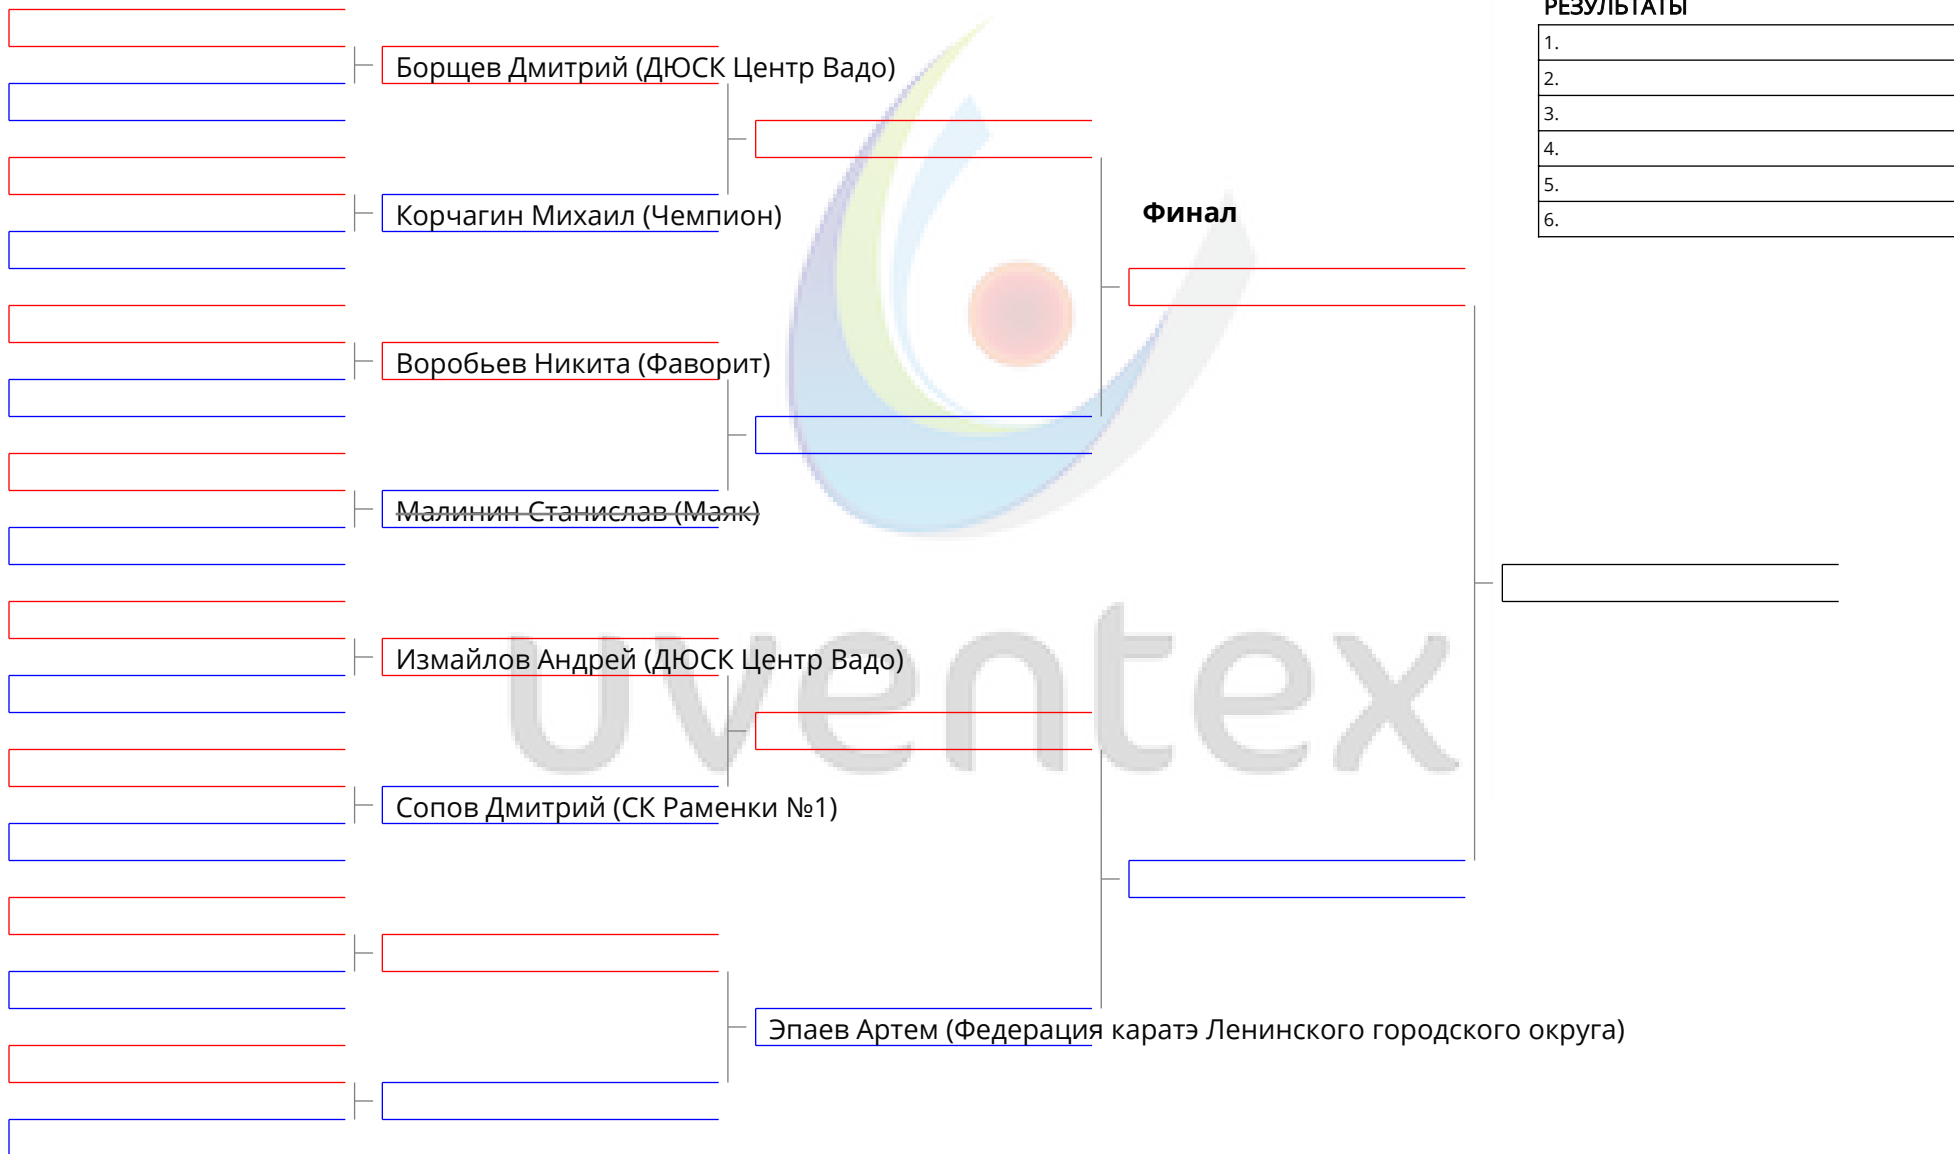 РЕЗУЛЬТАТЫ
1.
2.
3.
4.
5.
6.
Борщев Дмитрий (ДЮСК Центр Вадо)
Корчагин Михаил (Чемпион)
Финал
Воробьев Никита (Фаворит)
Малинин Станислав (Маяк)
Измайлов Андрей (ДЮСК Центр Вадо)
uventex
Сопов Дмитрий (СК Раменки №1)
Эпаев Артем (Федерация каратэ Ленинского городского округа)